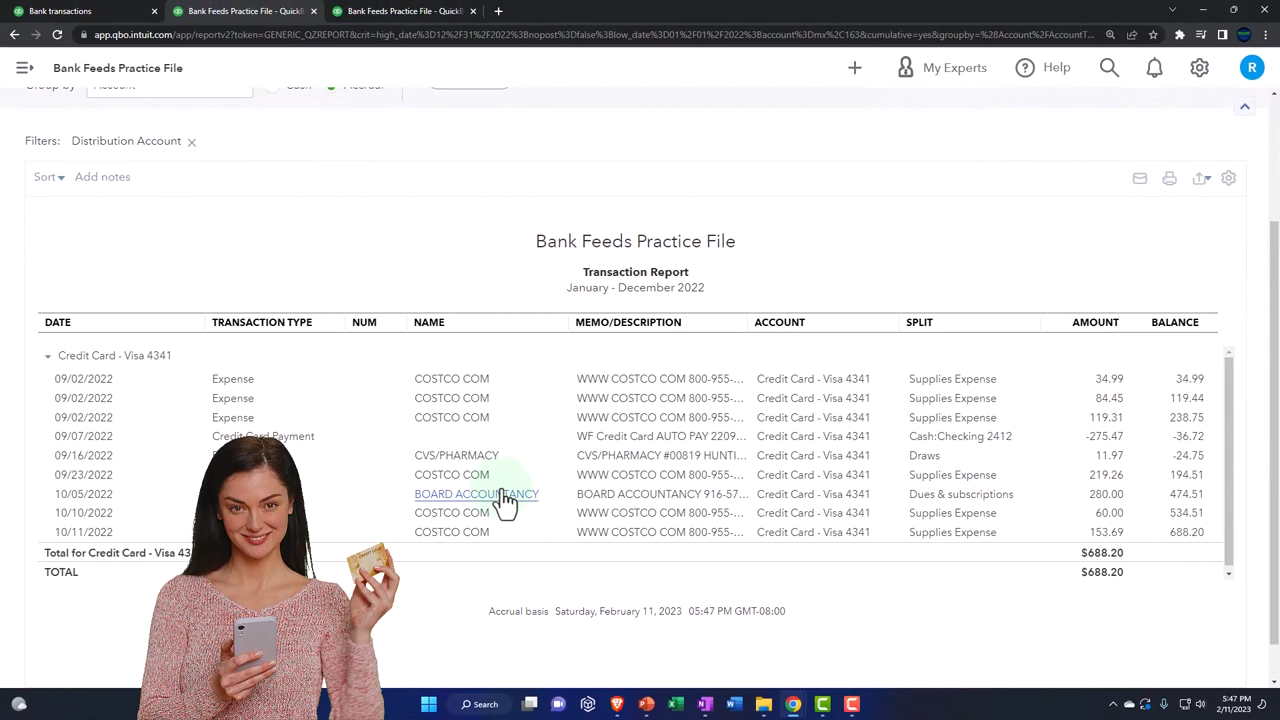 Bank transactions
Bank Feeds Practice File - QuickB
Bank Feeds Practice File - QuickB
app.qbo.intuit.com/app/reportv2?token=GENERIC_QZREPORT&crit=high_date%3D12%2F31%2F2022%3Bnopost%3Dfalse%3Blow_date%3D01%2F01%2F2022%3Baccount%3Dmx%2C163%3Bcumulative%3Dyes&groupby=%28Account%2FAccountT...
Bank Feeds Practice File
My Experts
Help
R
Group by Account Cash Accrual
Filters: Distribution Account
Sort Add notes
Bank Feeds Practice File
Transaction Report
January - December 2022
DATE TRANSACTION TYPE NUM NAME MEMO/DESCRIPTION ACCOUNT SPLIT AMOUNT BALANCE
Credit Card - Visa 4341
09/02/2022 Expense COSTCO COM WWW COSTCO COM 800-955-... Credit Card - Visa 4341 Supplies Expense 34.99 34.99
09/02/2022 Expense COSTCO COM WWW COSTCO COM 800-955-... Credit Card - Visa 4341 Supplies Expense 84.45 119.44
09/02/2022 Expense COSTCO COM WWW COSTCO COM 800-955-... Credit Card - Visa 4341 Supplies Expense 119.31 238.75
09/07/2022 Credit Card Payment WF Credit Card AUTO PAY 2209... Credit Card - Visa 4341 Cash:Checking 2412 -275.47 -36.72
09/16/2022 CVS/PHARMACY CVS/PHARMACY #00819 HUNTI... Credit Card - Visa 4341 Draws 11.97 -24.75
09/23/2022 COSTCO COM WWW COSTCO COM 800-955-... Credit Card - Visa 4341 Supplies Expense 219.26 194.51
10/05/2022 BOARD ACCOUNTANCY BOARD ACCOUNTANCY 916-57... Credit Card - Visa 4341 Dues & subscriptions 280.00 474.51
10/10/2022 COSTCO COM WWW COSTCO COM 800-955-... Credit Card - Visa 4341 Supplies Expense 60.00 534.51
10/11/2022 COSTCO COM WWW COSTCO COM 800-955-... Credit Card - Visa 4341 Supplies Expense 153.69 688.20
Total for Credit Card - Visa 43 $688.20
TOTAL $688.20
Accrual basis Saturday, February 11, 2023 05:47 PM GMT-08:00
Search
5:47 PM
2/11/2023